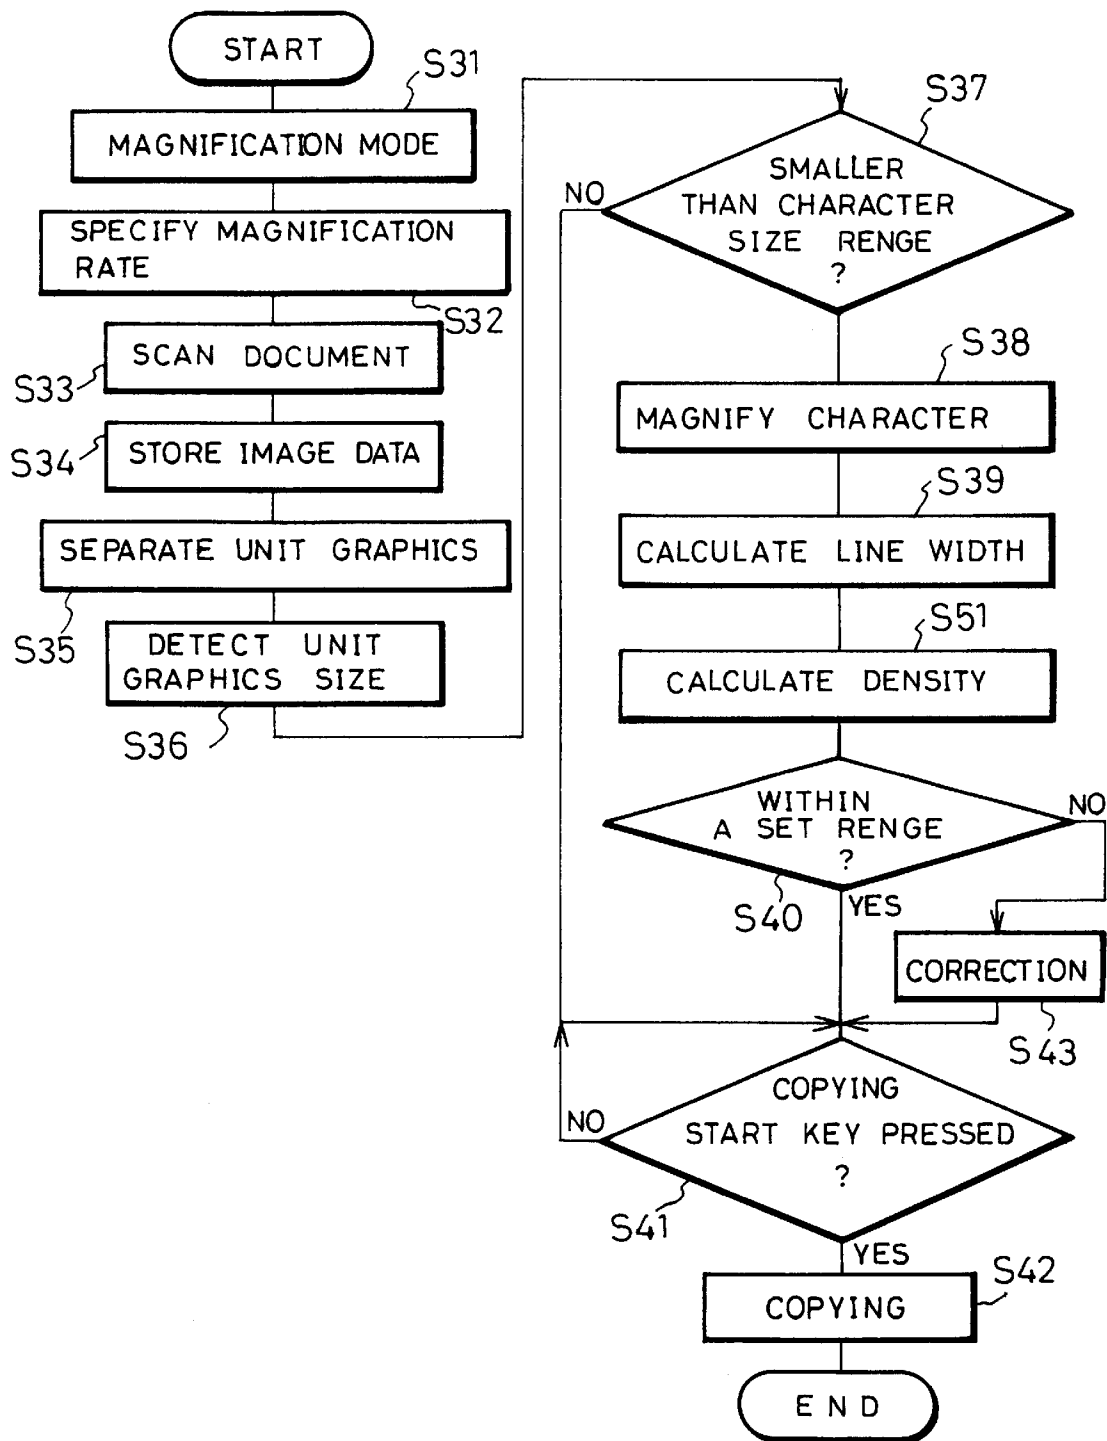 START
S31
MAGNIFICATION MODE
SPECIFY MAGNIFICATION
RATE
S32
SCAN DOCUMENT
S33
STORE IMAGE DATA
S34
SEPARATE UNIT GRAPHICS
S35
DETECT UNIT
GRAPHICS SIZE
S36
S37
SMALLER
THAN CHARACTER
SIZE RENGE
?
NO
S38
MAGNIFY CHARACTER
S39
CALCULATE LINE WIDTH
S51
CALCULATE DENSITY
WITHIN
A SET RENGE
?
NO
S40
YES
CORRECTION
S43
COPYING
START KEY PRESSED
?
NO
S41
YES
S42
COPYING
END